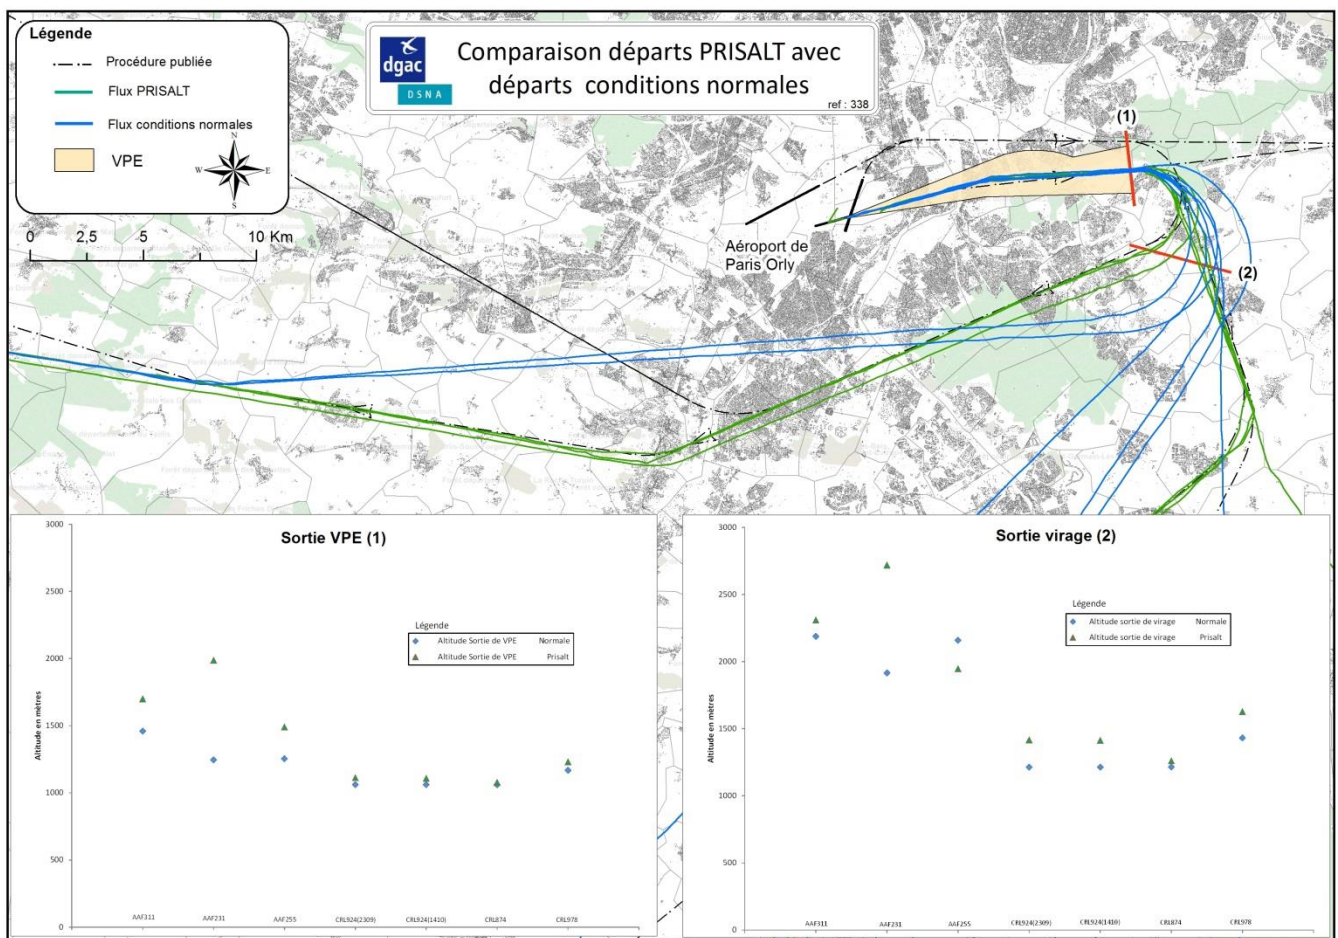 Légende
Procédure publiée
Flux PRISALT
Flux conditions normales
VPE
N
W
E
S
0
2,5
5
10 Km
dgac
DSNA
Comparaison départs PRISALT avec
départs conditions normales
ref : 338
(1)
(2)
Aéroport de
Paris Orly
Sortie VPE (1)
3000
2500
2000
1500
1000
500
0
Altitude en mètres
Légende
Altitude Sortie de VPE Normale
Altitude Sortie de VPE Prisalt
AAF311
AAF231
AAF255
CRL924(2309)
CRL924(1410)
CRL874
CRL978
Sortie virage (2)
3000
2500
2000
1500
1000
500
0
Altitude en mètres
Légende
Altitude sortie de virage Normale
Altitude sortie de virage Prisalt
AAF311
AAF231
AAF255
CRL924(2309)
CRL924(1410)
CRL874
CRL978